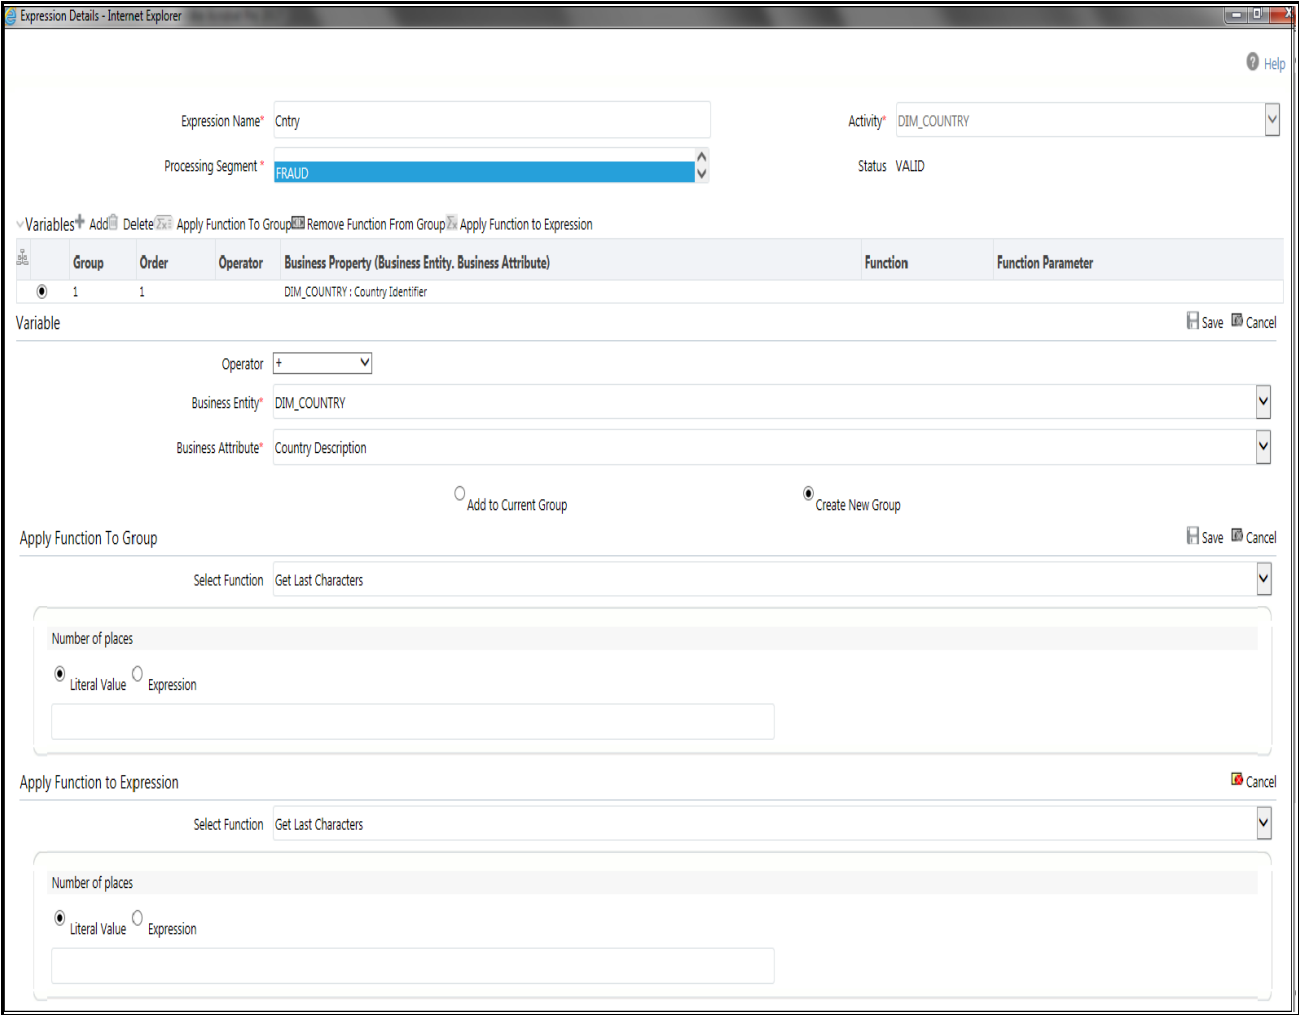 Expression Details - Internet Explorer
Help
Expression Name* Cntry Activity* DIM_COUNTRY
Processing Segment * FRAUD Status VALID
Variables Add Delete Apply Function To Group Remove Function From Group Apply Function to Expression
Group Order Operator Business Property (Business Entity. Business Attribute) Function Function Parameter
1 1 DIM_COUNTRY : Country Identifier
Variable Save Cancel
Operator +
Business Entity* DIM_COUNTRY
Business Attribute* Country Description
Add to Current Group Create New Group
Apply Function To Group Save Cancel
Select Function Get Last Characters
Number of places
Literal Value Expression
Apply Function to Expression Cancel
Select Function Get Last Characters
Number of places
Literal Value Expression